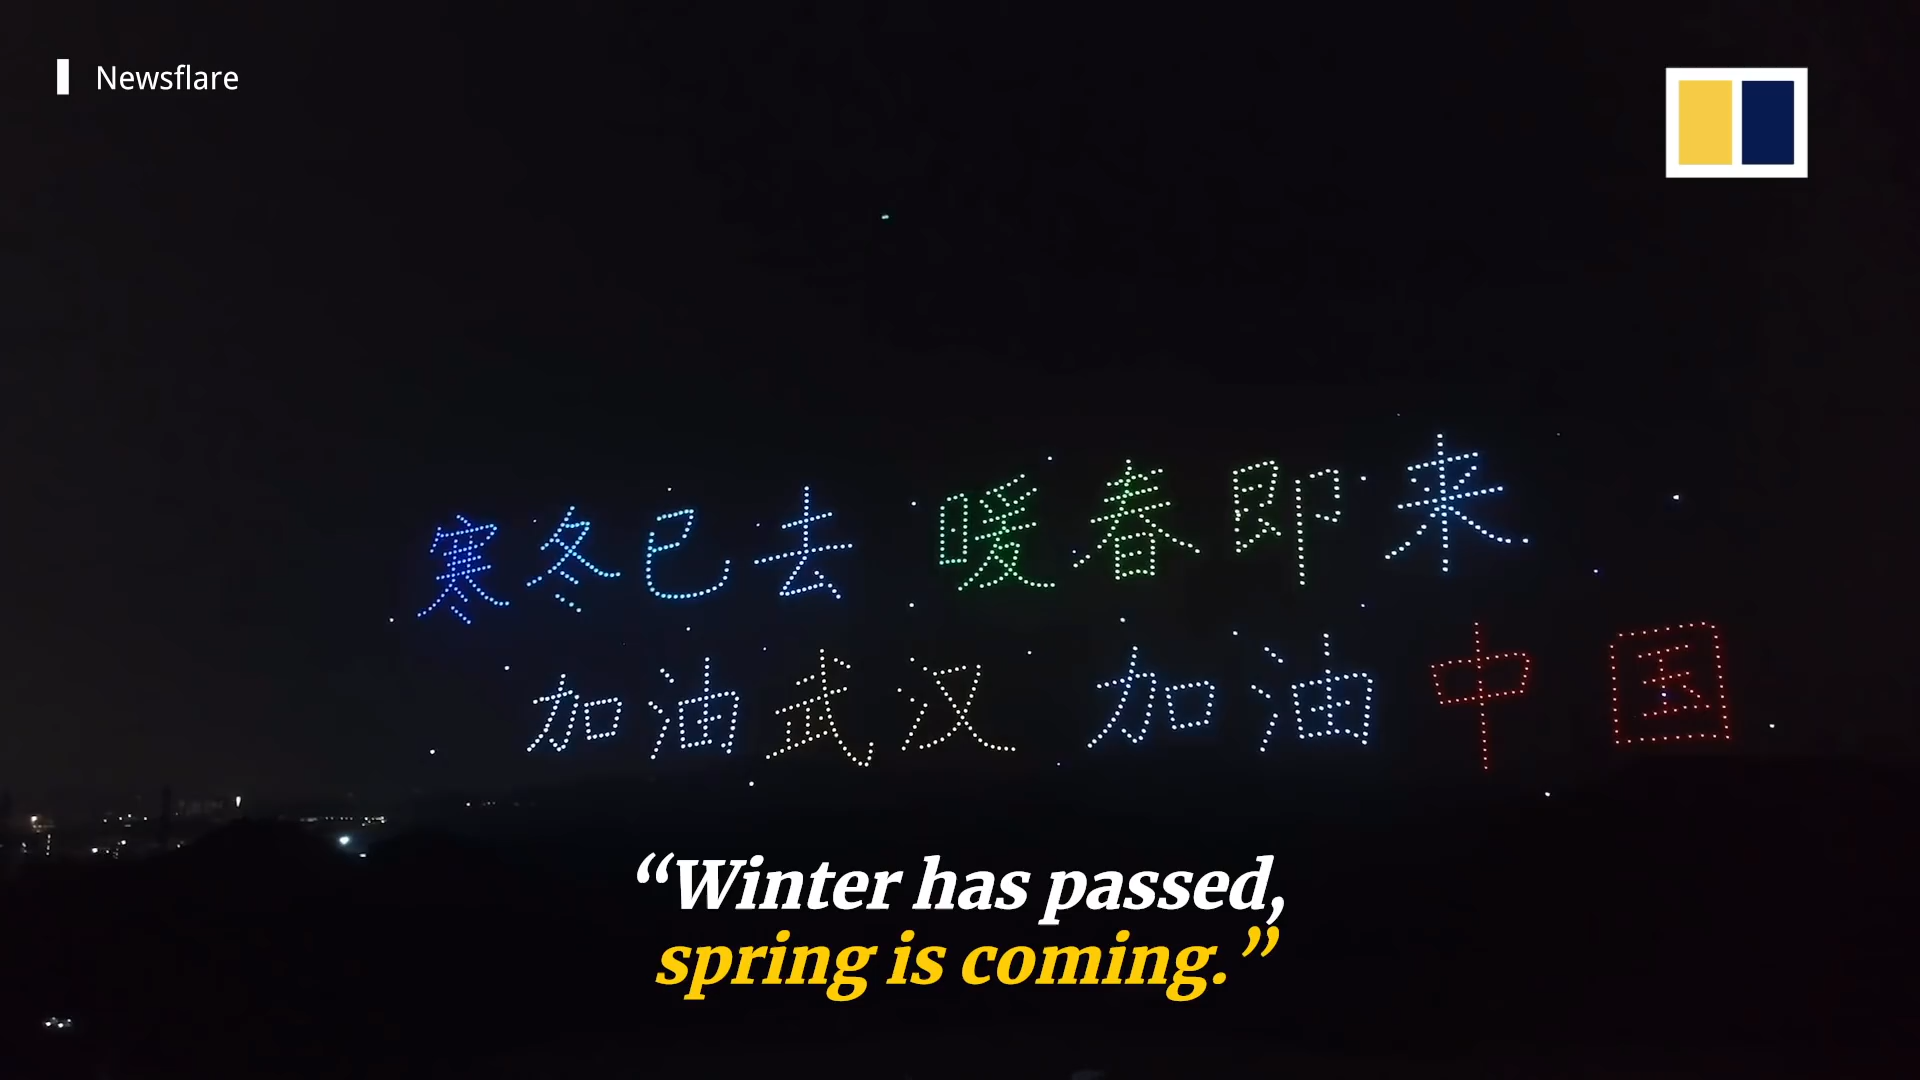 Newsflare
寒冬已去 暖春即来
加油武汉 加油中国
“Winter has passed,
spring is coming.”